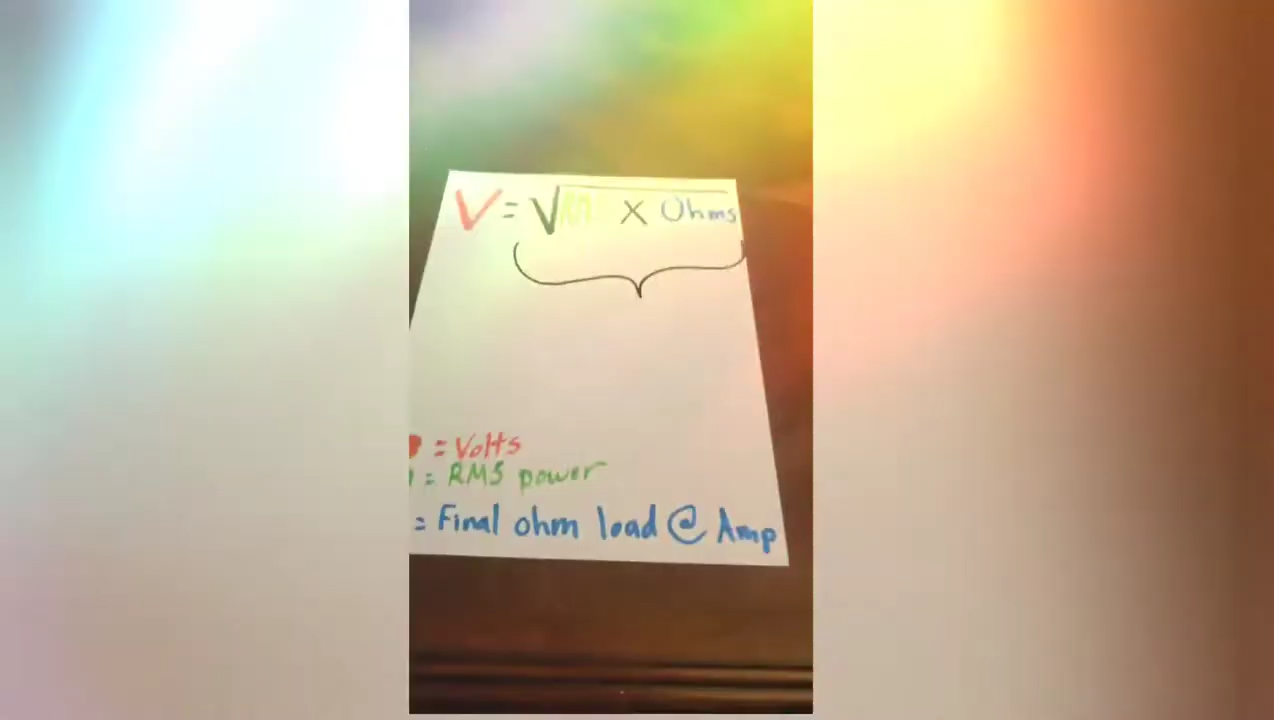 V = √ X Ohms
= Volts
= RMS power
= Final ohm load @ Amp